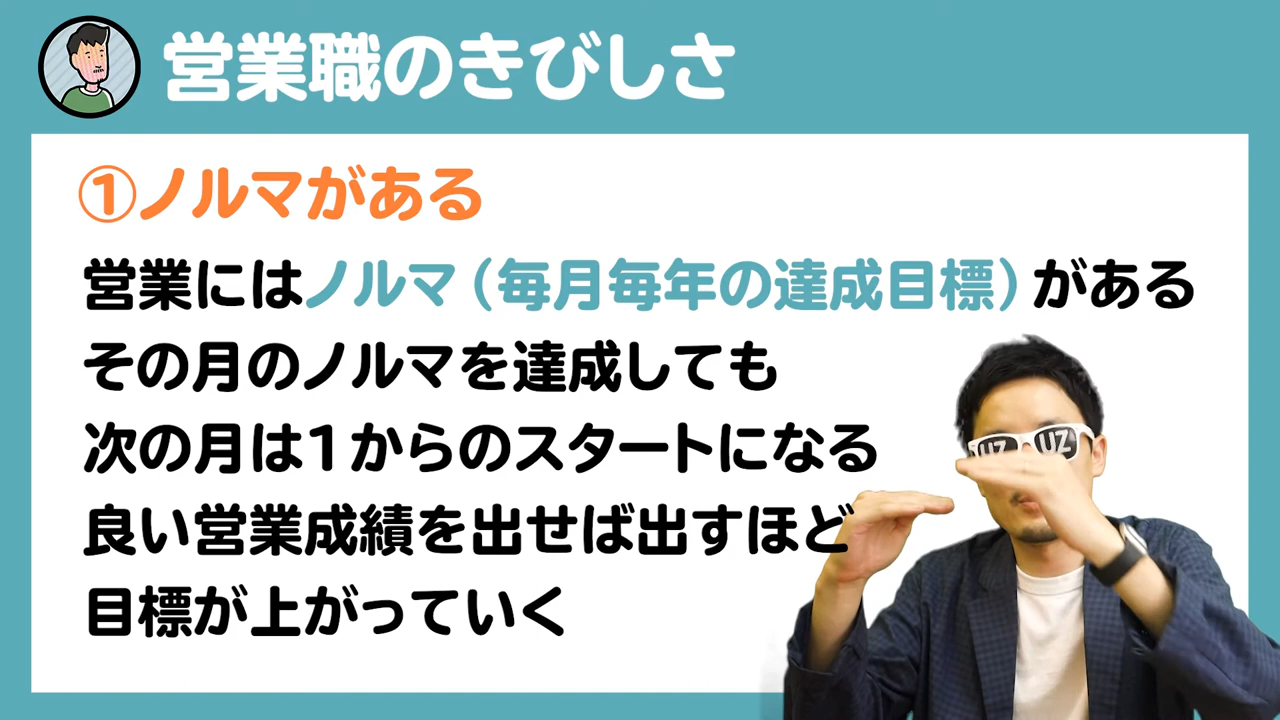 営業職のきびしさ
①ノルマがある
営業にはノルマ（毎月毎年の達成目標）がある
その月のノルマを達成しても
次の月は1からのスタートになる
良い営業成績を出せば出すほど
目標が上がっていく
UZ UZ